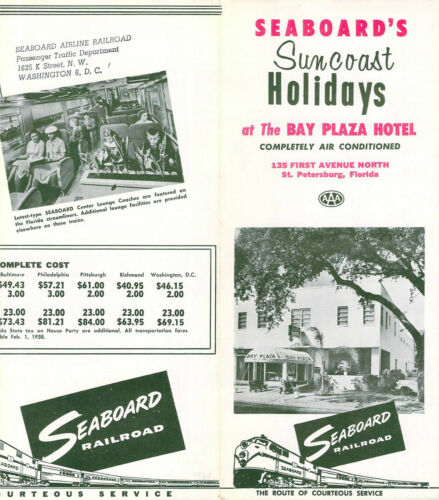 SEABOARD AIRLINE RAILROAD
Passenger Traffic Department
1625 K Street, N. W.
WASHINGTON 6, D. C.
Latest-type SEABOARD Center Lounge Coaches are featured on
the Florida streamliners. Additional lounge facilities are provided
elsewhere on these trains.
OMPLETE COST
Baltimore Philadelphia Pittsburgh Richmond Washington, D.C.
$49.43 $57.21 $61.00 $40.95 $46.15
3.00 3.00 2.00 2.00 2.00
23.00 23.00 23.00 23.00 23.00
$73.43 $81.21 $84.00 $63.95 $69.15
da State tax on House Party are additional. All transportation fares
ble Feb. 1, 1958.
SEABOARD
RAILROAD
OURTEOUS SERVICE
SEABOARD'S
Suncoast
Holidays
at The BAY PLAZA HOTEL
COMPLETELY AIR CONDITIONED
135 FIRST AVENUE NORTH
St. Petersburg, Florida
AAA
BAY PLAZA BAY PLAZA
SEABOARD
RAILROAD
THE ROUTE OF COURTEOUS SERVICE